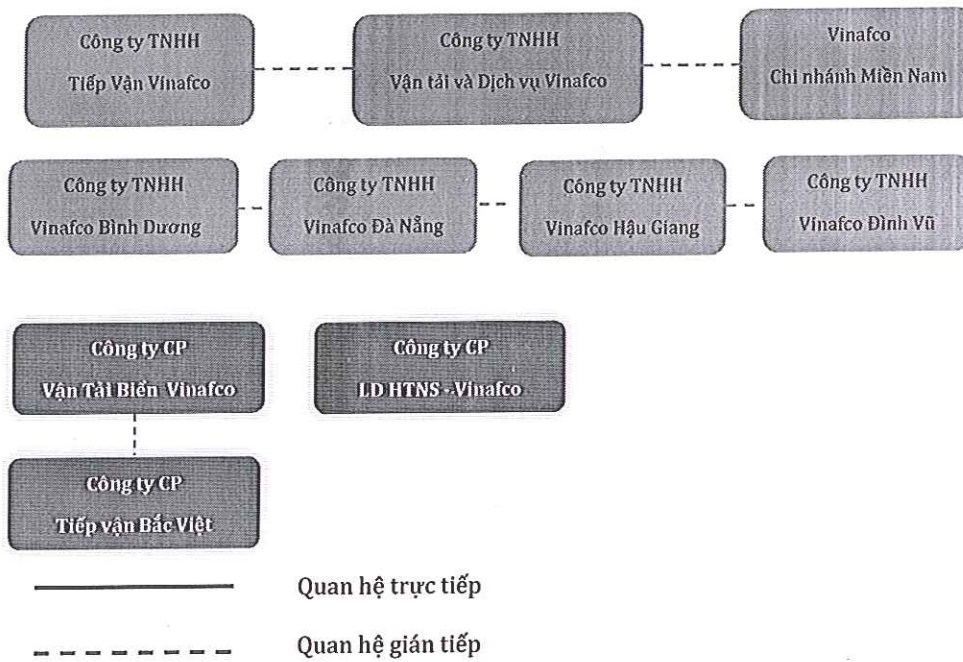 Công ty TNHH
Tiếp Vận Vinafco
Công ty TNHH
Vận tải và Dịch vụ Vinafco
Vinafco
Chi nhánh Miền Nam
Công ty TNHH
Vinafco Bình Dương
Công ty TNHH
Vinafco Đà Nẵng
Công ty TNHH
Vinafco Hậu Giang
Công ty TNHH
Vinafco Đình Vũ
Công ty CP
Vận Tải Biển Vinafco
Công ty CP
LD HTNS - Vinafco
Công ty CP
Tiếp vận Bắc Việt
Quan hệ trực tiếp
Quan hệ gián tiếp